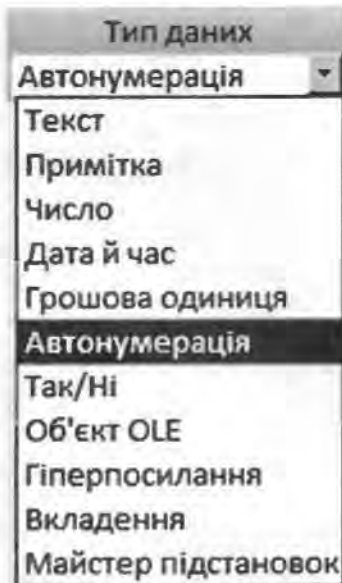 Тип даних
Автонумерація
Текст
Примітка
Число
Дата й час
Грошова одиниця
Автонумерація
Так/Ні
Об'єкт OLE
Гіперпосилання
Вкладення
Майстер підстановок